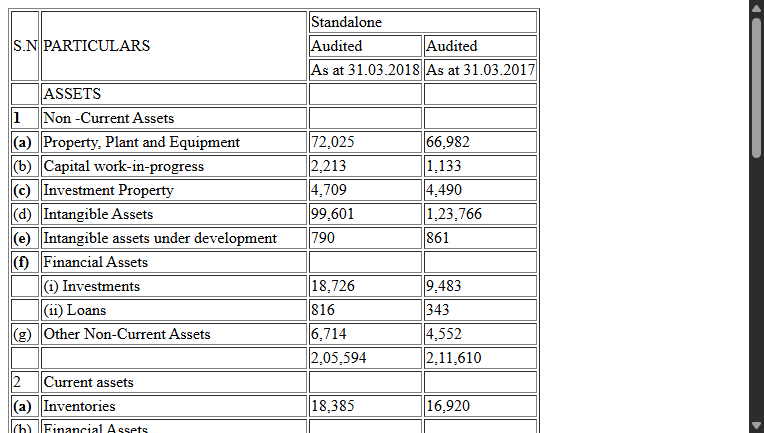 S.N PARTICULARS Standalone
Audited Audited
As at 31.03.2018 As at 31.03.2017
ASSETS
1 Non -Current Assets
(a) Property, Plant and Equipment 72,025 66,982
(b) Capital work-in-progress 2,213 1,133
(c) Investment Property 4,709 4,490
(d) Intangible Assets 99,601 1,23,766
(e) Intangible assets under development 790 861
(f) Financial Assets
(i) Investments 18,726 9,483
(ii) Loans 816 343
(g) Other Non-Current Assets 6,714 4,552
2,05,594 2,11,610
2 Current assets
(a) Inventories 18,385 16,920
(b) Financial Assets